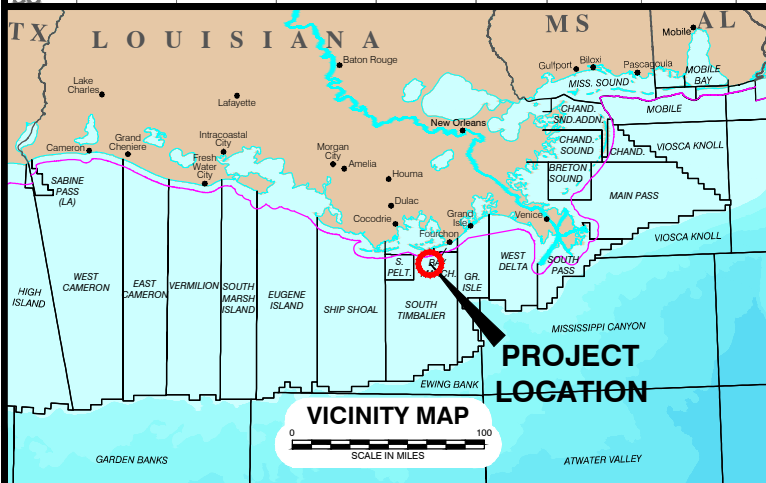 TX
LOUISIANA
MS
AL
Baton Rouge
Lake
Charles
Lafayette
New Orleans
Gulfport
Biloxi
Pascagoula
Mobile
MOBILE
BAY
MISS. SOUND
Cameron
Grand
Cheniere
Intracoastal
City
Fresh
Water
City
Morgan
City
Amelia
Houma
Dulac
Cocodrie
Grand
Isle
Fourchon
Venice
CHAND.
SND.ADDN.
MOBILE
CHAND.
SOUND
CHAND.
VIOSCA KNOLL
BRETON
SOUND
MAIN PASS
VIOSCA KNOLL
SABINE
PASS
(LA)
HIGH
ISLAND
WEST
CAMERON
EAST
CAMERON
VERMILION
SOUTH
MARSH
ISLAND
EUGENE
ISLAND
SHIP SHOAL
S.
PELT.
BAY
SOUTH
TIMBALIER
GR.
ISLE
WEST
DELTA
SOUTH
PASS
MISSISSIPPI CANYON
PROJECT
LOCATION
EWING BANK
GARDEN BANKS
ATWATER VALLEY
VICINITY MAP
0 100
SCALE IN MILES